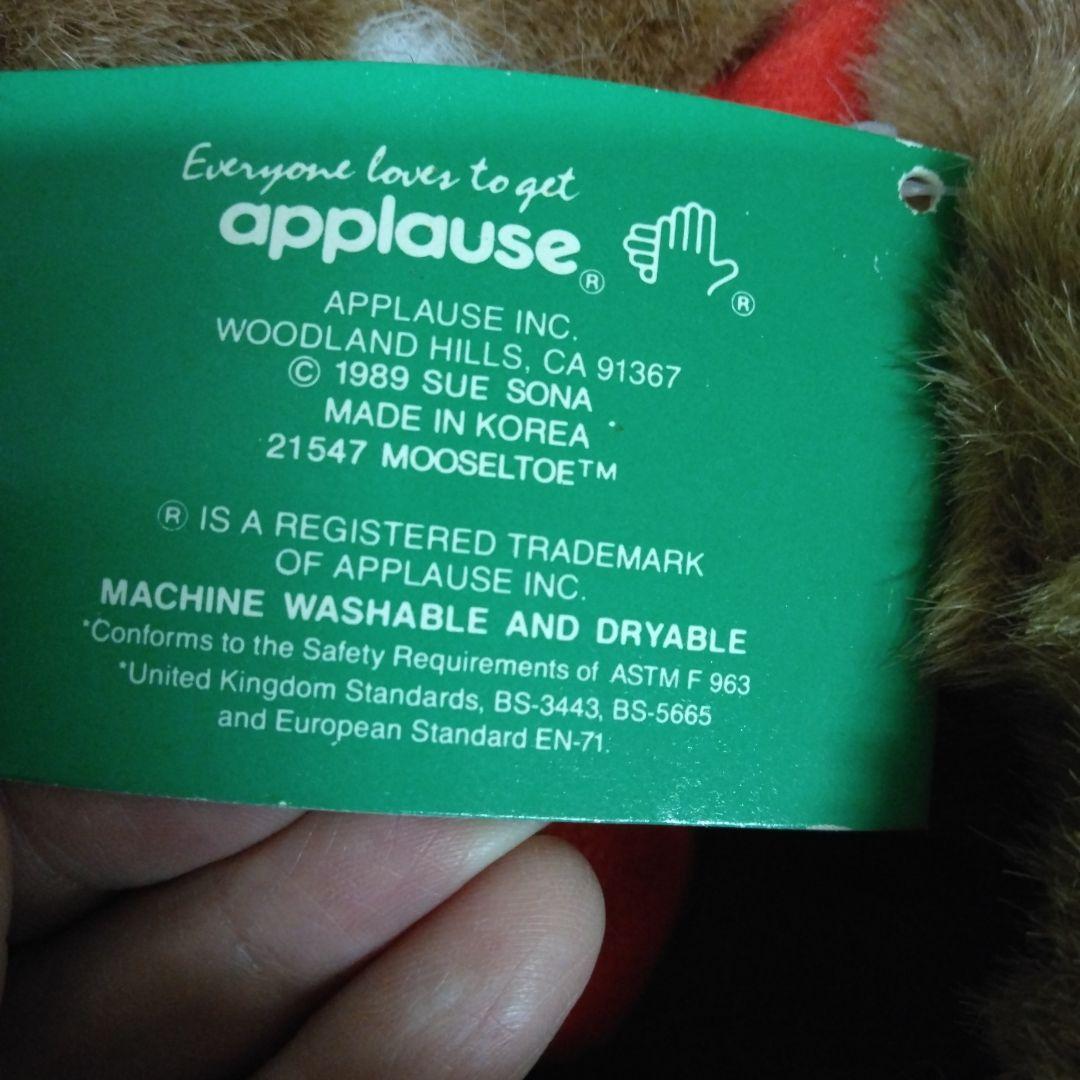 Everyone loves to get
applause®
®
APPLAUSE INC.
WOODLAND HILLS, CA 91367
© 1989 SUE SONA
MADE IN KOREA
21547 MOOSELTOE™
® IS A REGISTERED TRADEMARK
OF APPLAUSE INC.
MACHINE WASHABLE AND DRYABLE
*Conforms to the Safety Requirements of ASTM F 963
*United Kingdom Standards, BS-3443, BS-5665
and European Standard EN-71.